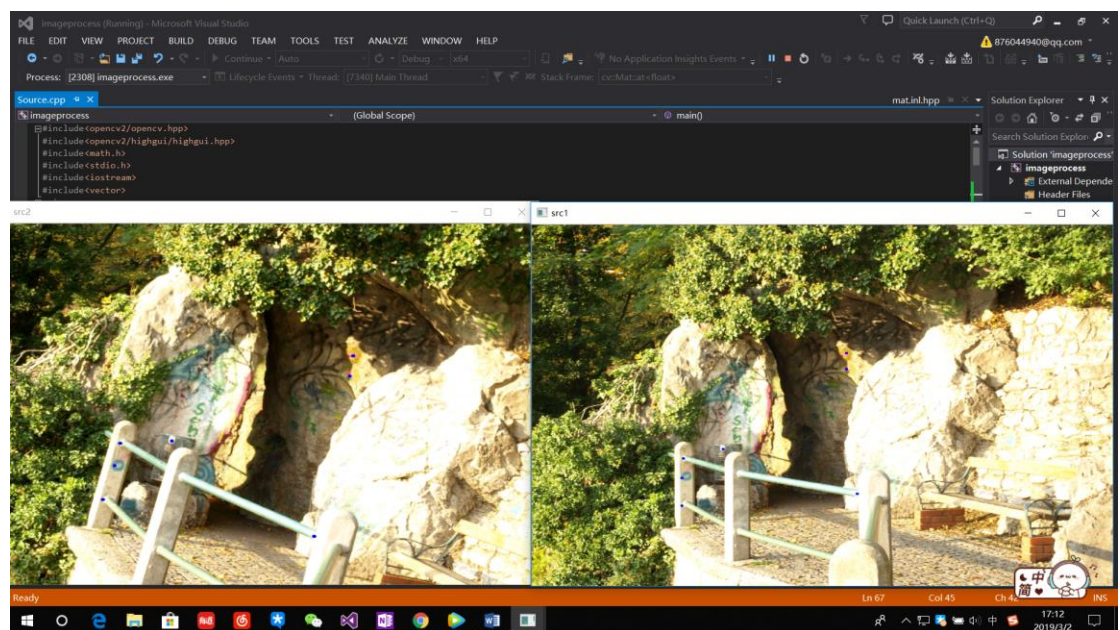 imageprocess (Running) - Microsoft Visual Studio
Quick Launch (Ctrl+Q)
FILE EDIT VIEW PROJECT BUILD DEBUG TEAM TOOLS TEST ANALYZE WINDOW HELP
876044940@qq.com
Continue Auto Debug x64 No Application Insights Events
Process: [2308] imageprocess.exe Lifecycle Events Thread: [7340] Main Thread Stack Frame: cv::Mat::at<float>
Source.cpp mat.inl.hpp Solution Explorer
imageprocess (Global Scope) main()
Search Solution Explor
#include<opencv2/opencv.hpp>
#include<opencv2/highgui/highgui.hpp>
#include<math.h>
#include<stdio.h>
#include<iostream>
#include<vector>
Solution 'imageprocess'
imageprocess
External Depende
Header Files
src2
src1
中
简
Ready Ln 67 Col 45 Ch 42 INS
中
17:12
2019/3/2